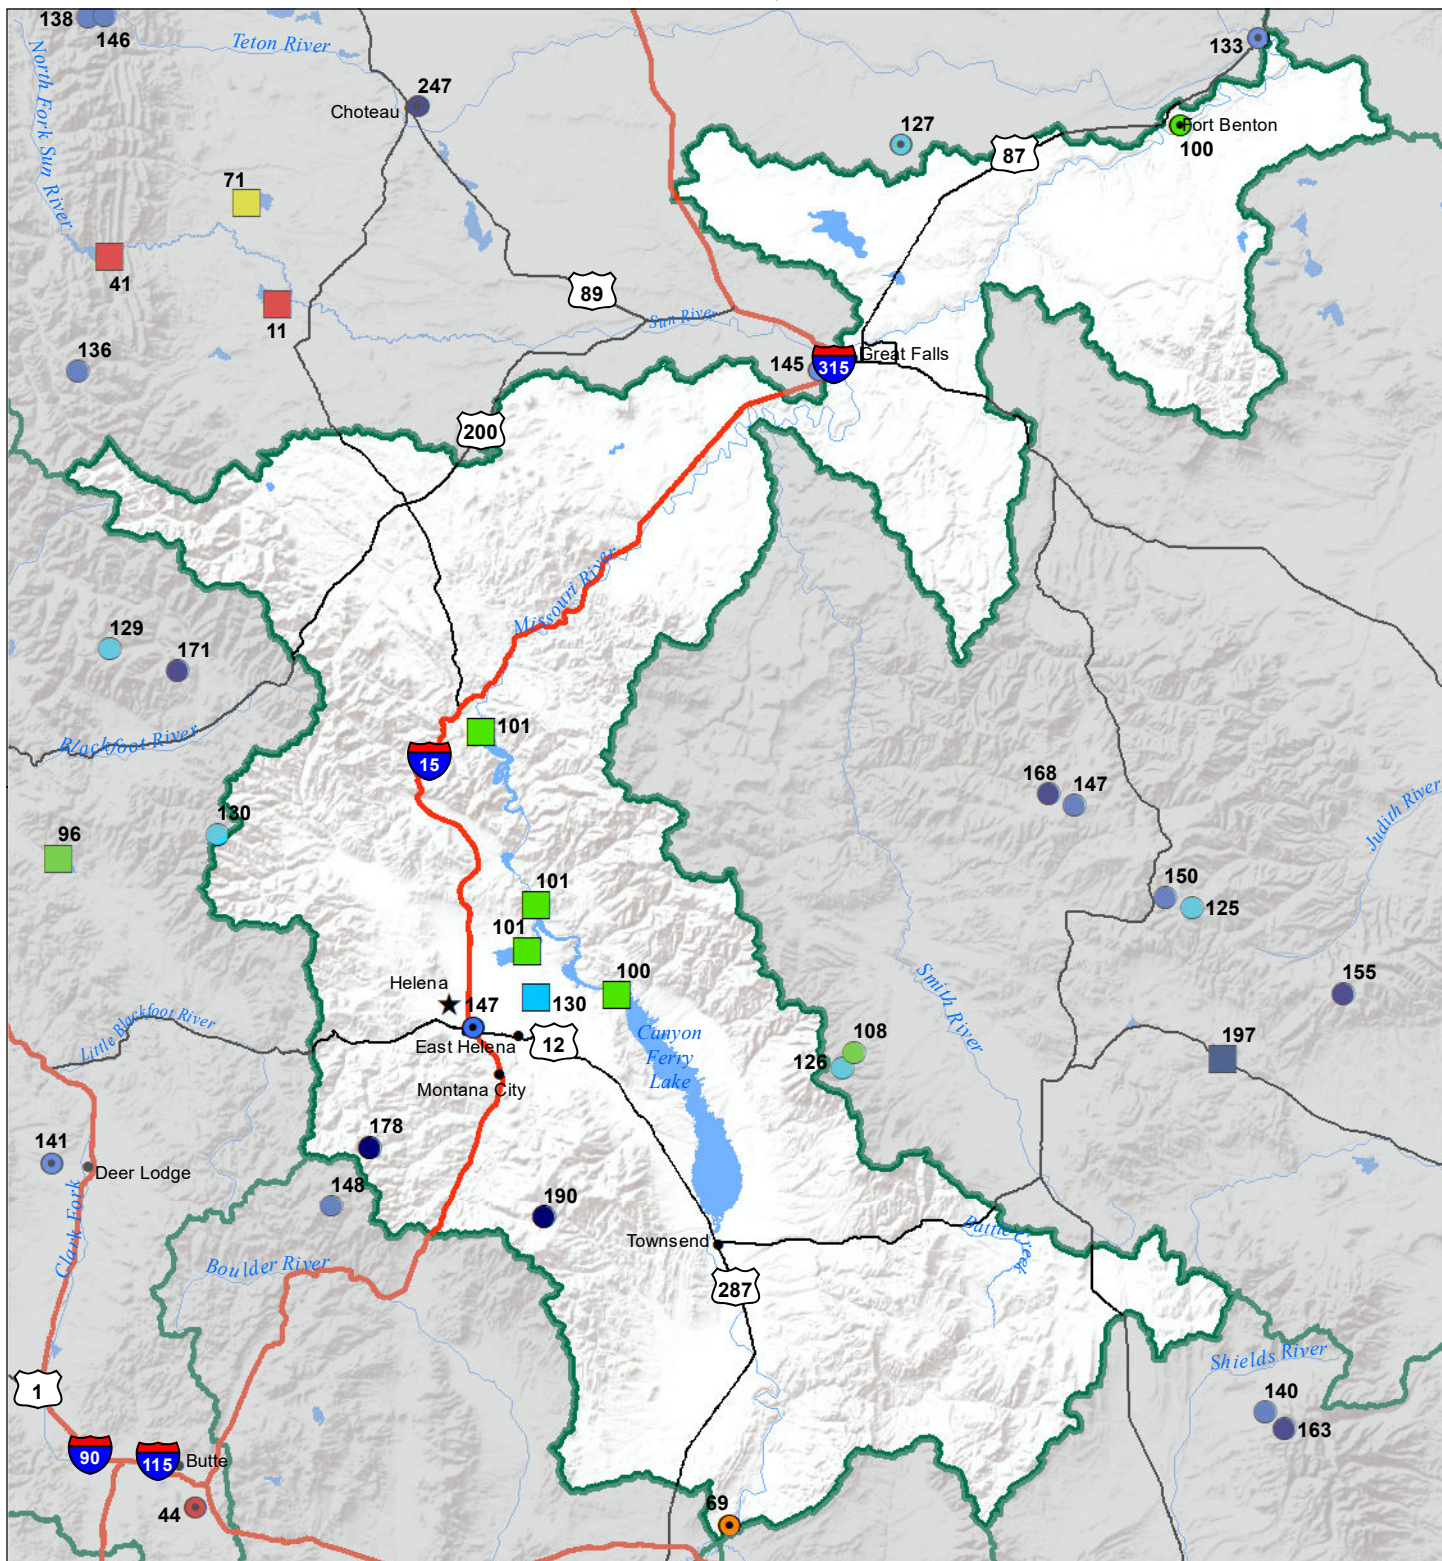 138
146
Teton River
133
North Fork Sun River
247
Choteau
127
87
Fort Benton
100
71
41
89
11
Sun River
136
145
315
Great Falls
200
Missouri River
129
171
Blackfoot River
101
15
168
147
130
Judith River
96
101
150
125
101
Smith River
Helena
147
100
155
130
Little Blackfoot River
East Helena
12
Canyon
Ferry
Lake
108
126
197
Montana City
178
141
Deer Lodge
148
190
Clark Fork
Battle Creek
Townsend
Boulder River
287
Shields River
1
140
163
90
115
Butte
44
69